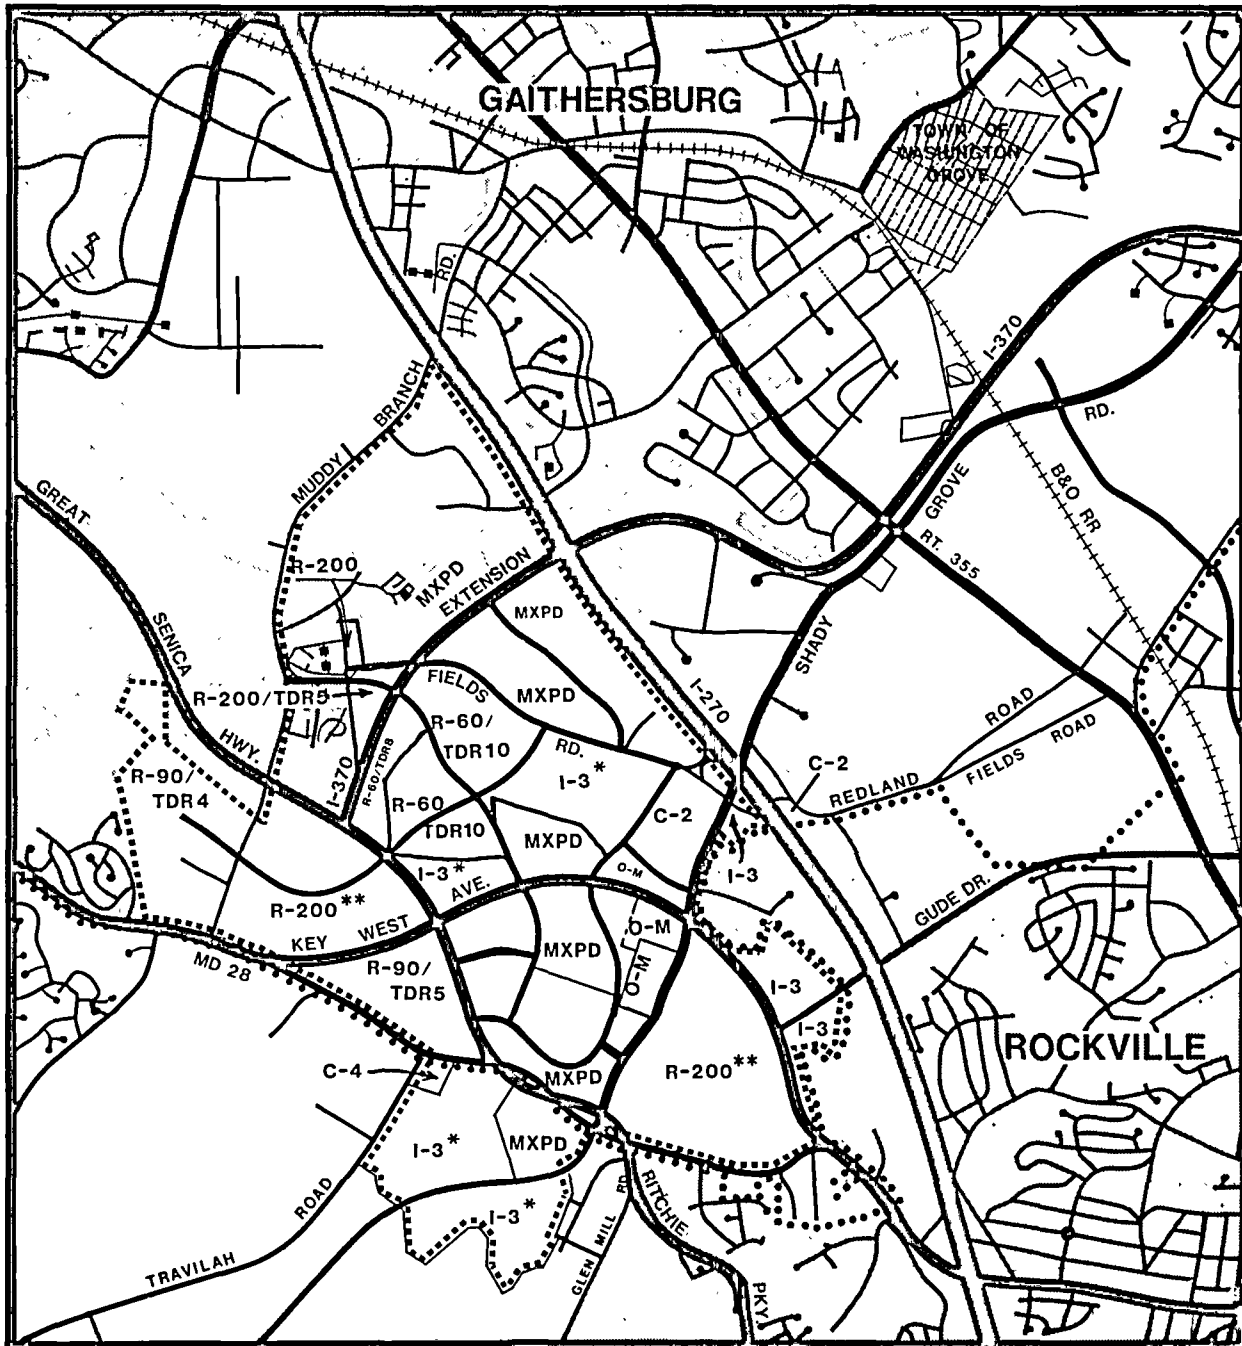 GAITHERSBURG
TOWN OF
WASHINGTON
GROVE
RD.
I-370
MUDDY BRANCH
RD.
GREAT
SENICA
HWY.
GROVE
B&O RR
RT. 355
R-200
MXPD
EXTENSION
MXPD
SHADY
R-200/TDR5
FIELDS
MXPD
I-270
ROAD
R-60/
TDR10
RD.
FIELDS ROAD
C-2
REDLAND
I-370
R-60/TDR8
I-3*
R-90/
TDR4
R-60
TDR10
C-2
MXPD
I-3*
O-M
I-3
AVE.
GUDE DR.
R-200**
KEY WEST
O-M
MXPD
MD 28
R-90/
TDR5
O-M
I-3
I-3
ROCKVILLE
C-4
MXPD
R-200**
I-3*
MXPD
ROAD
I-3*
RD
RITCHIE
MILL
GLEN
TRAVILAH
PKY.